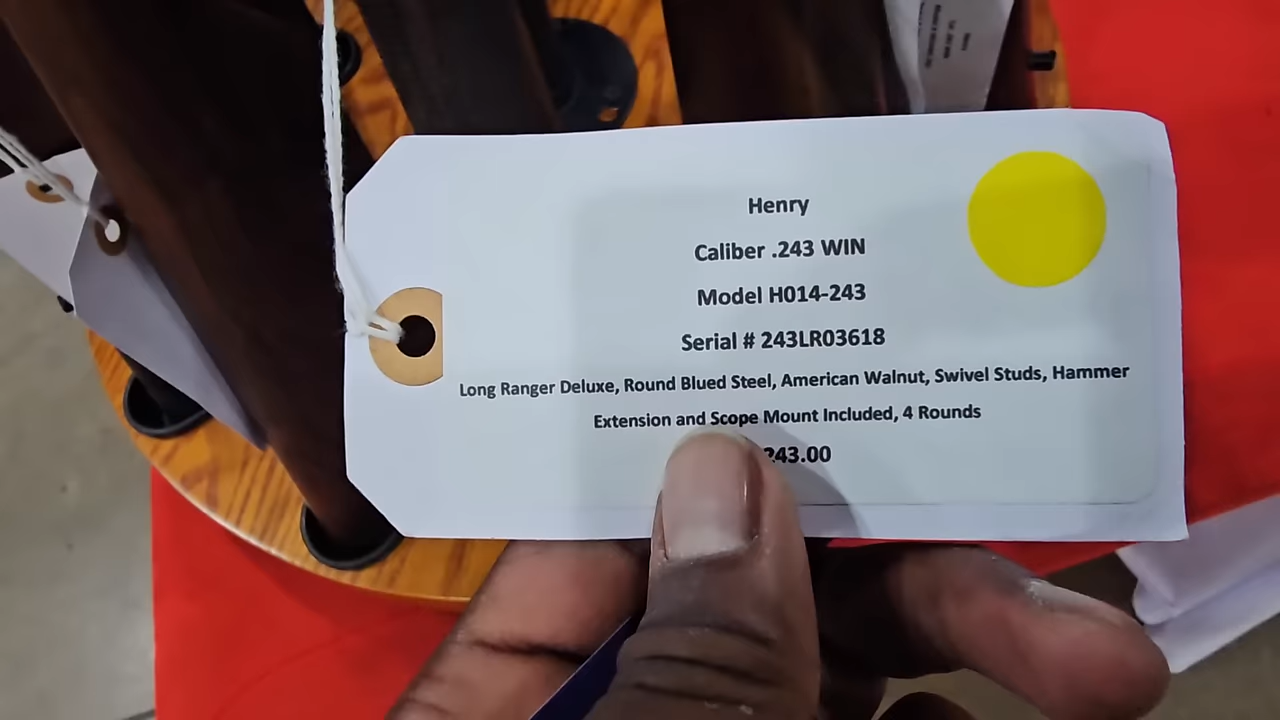 Henry
Caliber .243 WIN
Model H014-243
Serial # 243LR03618
Long Ranger Deluxe, Round Blued Steel, American Walnut, Swivel Studs, Hammer
Extension and Scope Mount Included, 4 Rounds
243.00